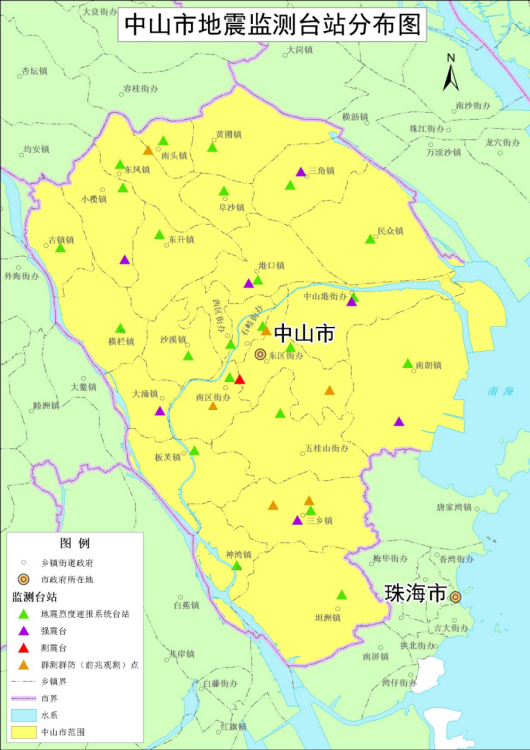 中山市地震监测台站分布图
大良街办
大岗镇
N
杏坛镇
容桂街办
南沙街办
横沥镇
珠江街办
黄圃镇
龙穴街办
均安镇
南头镇
万顷沙镇
东凤镇
三角镇
小榄镇
阜沙镇
古镇镇
东升镇
民众镇
外海街办
港口镇
中山港街办
西区街办
石岐街办
中山市
横栏镇
沙溪镇
东区街办
南朗镇
大鳌镇
大涌镇
南区街办
南海
睦洲镇
板芙镇
五桂山街办
唐家湾镇
三乡镇
图 例
神湾镇
梅华街办
香湾街办
乡镇街道政府
市政府所在地
珠海市
监测台站
白蕉镇
地震烈度速报系统台站
坦洲镇
吉大街办
强震台
拱北街办
测震台
南屏镇
群测群防（前兆观测）点
井岸镇
乡镇界
白藤街办
湾仔街办
市界
水系
红旗镇
中山市范围